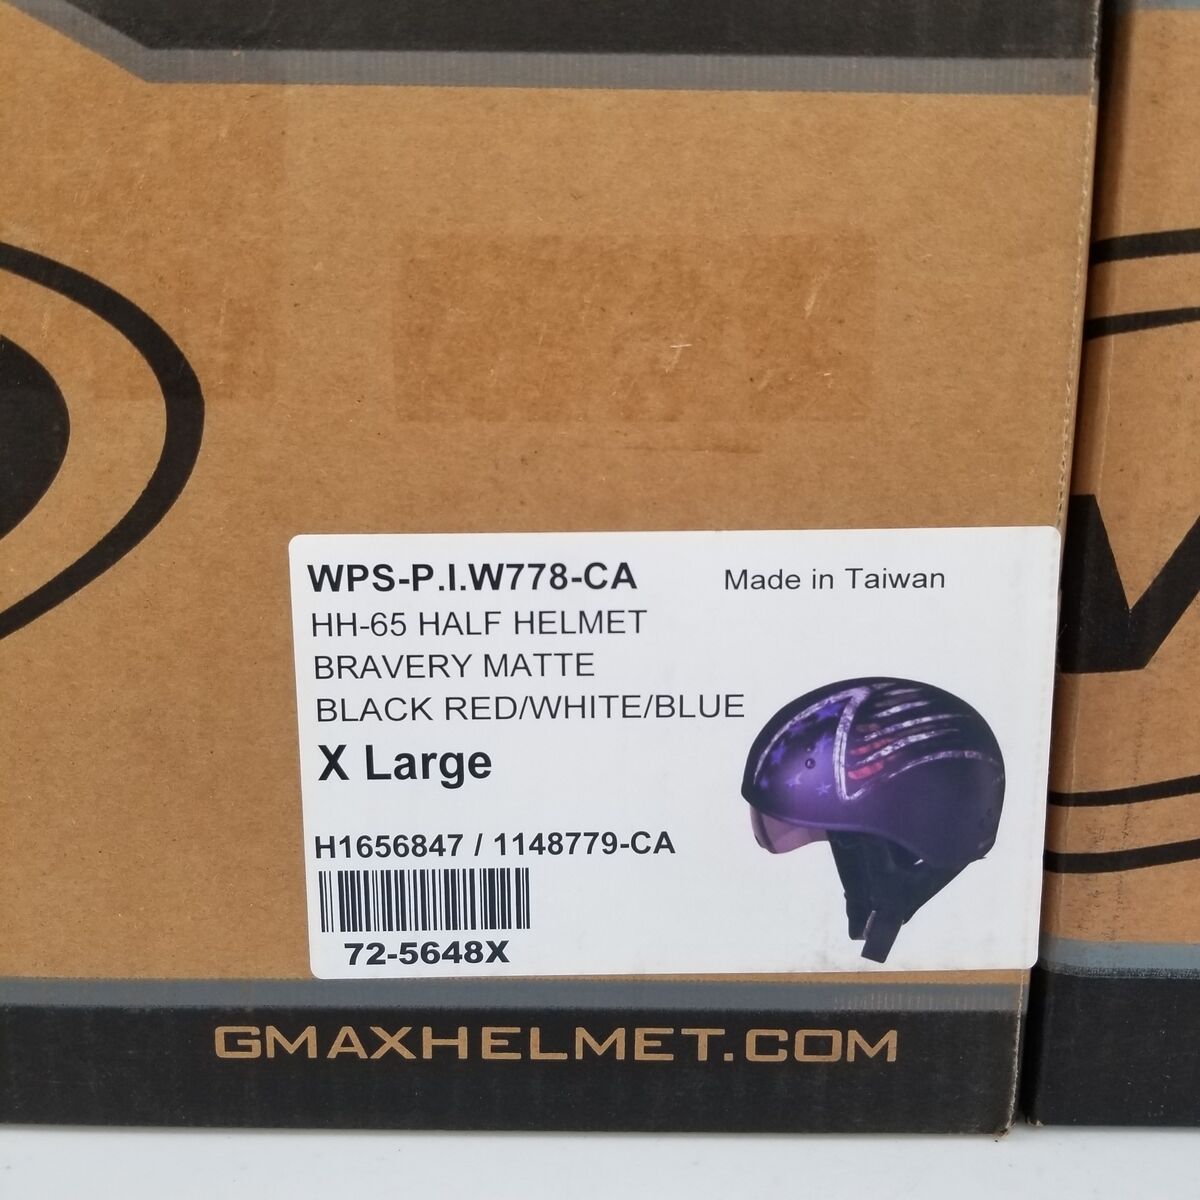 WPS-P.I.W778-CA
Made in Taiwan
HH-65 HALF HELMET
BRAVERY MATTE
BLACK RED/WHITE/BLUE
X Large
H1656847 / 1148779-CA
72-5648X
GMAXHELMET.COM